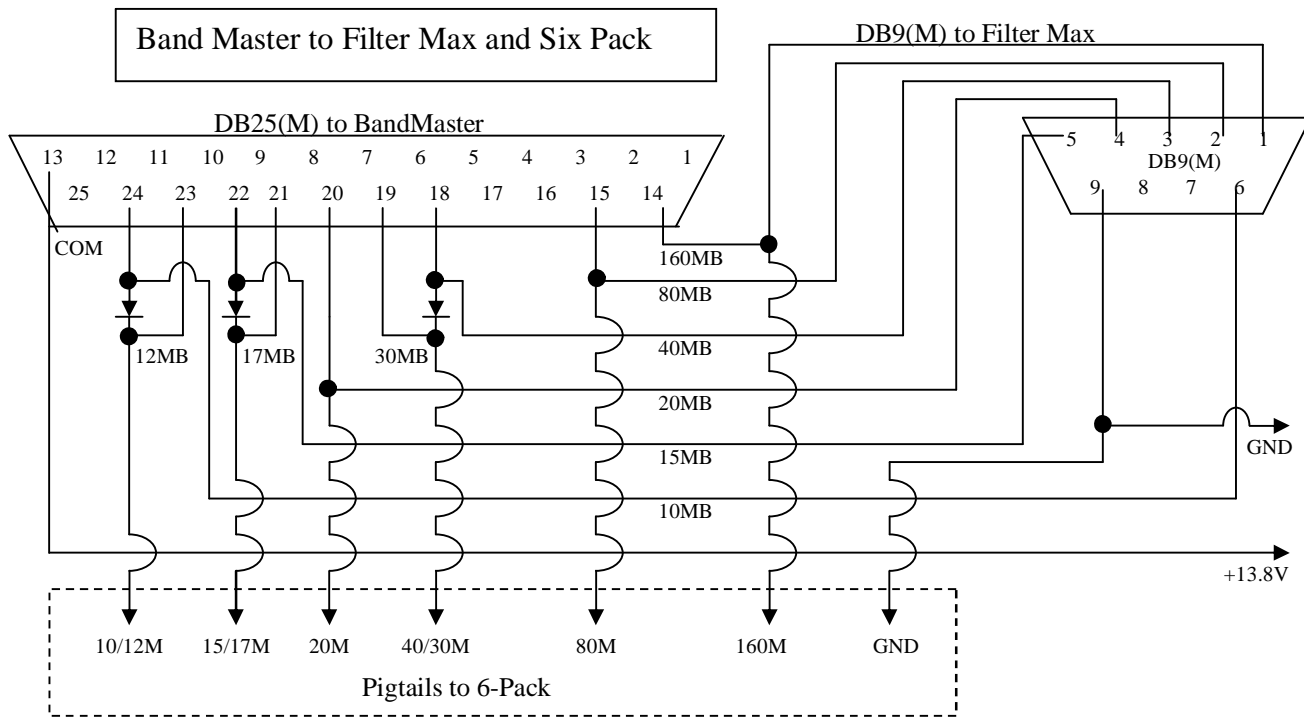 Band Master to Filter Max and Six Pack
DB9(M) to Filter Max
DB25(M) to BandMaster
13 12 11 10 9 8 7 6 5 4 3 2 1
25 24 23 22 21 20 19 18 17 16 15 14
5 4 3 2 1
DB9(M)
9 8 7 6
COM
160MB
80MB
12MB 17MB 30MB 40MB
20MB
GND
15MB
10MB
+13.8V
10/12M 15/17M 20M 40/30M 80M 160M GND
Pigtails to 6-Pack